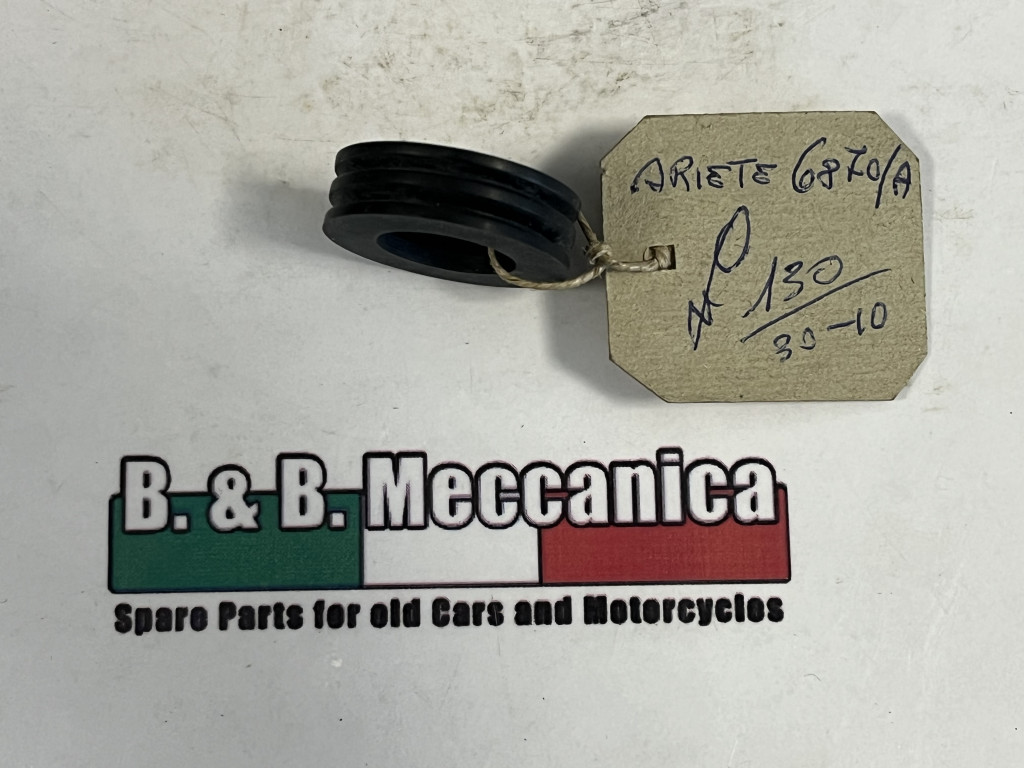 ARIETE 6870/A
130
30-10
B. & B. Meccanica
Spare Parts for old Cars and Motorcycles